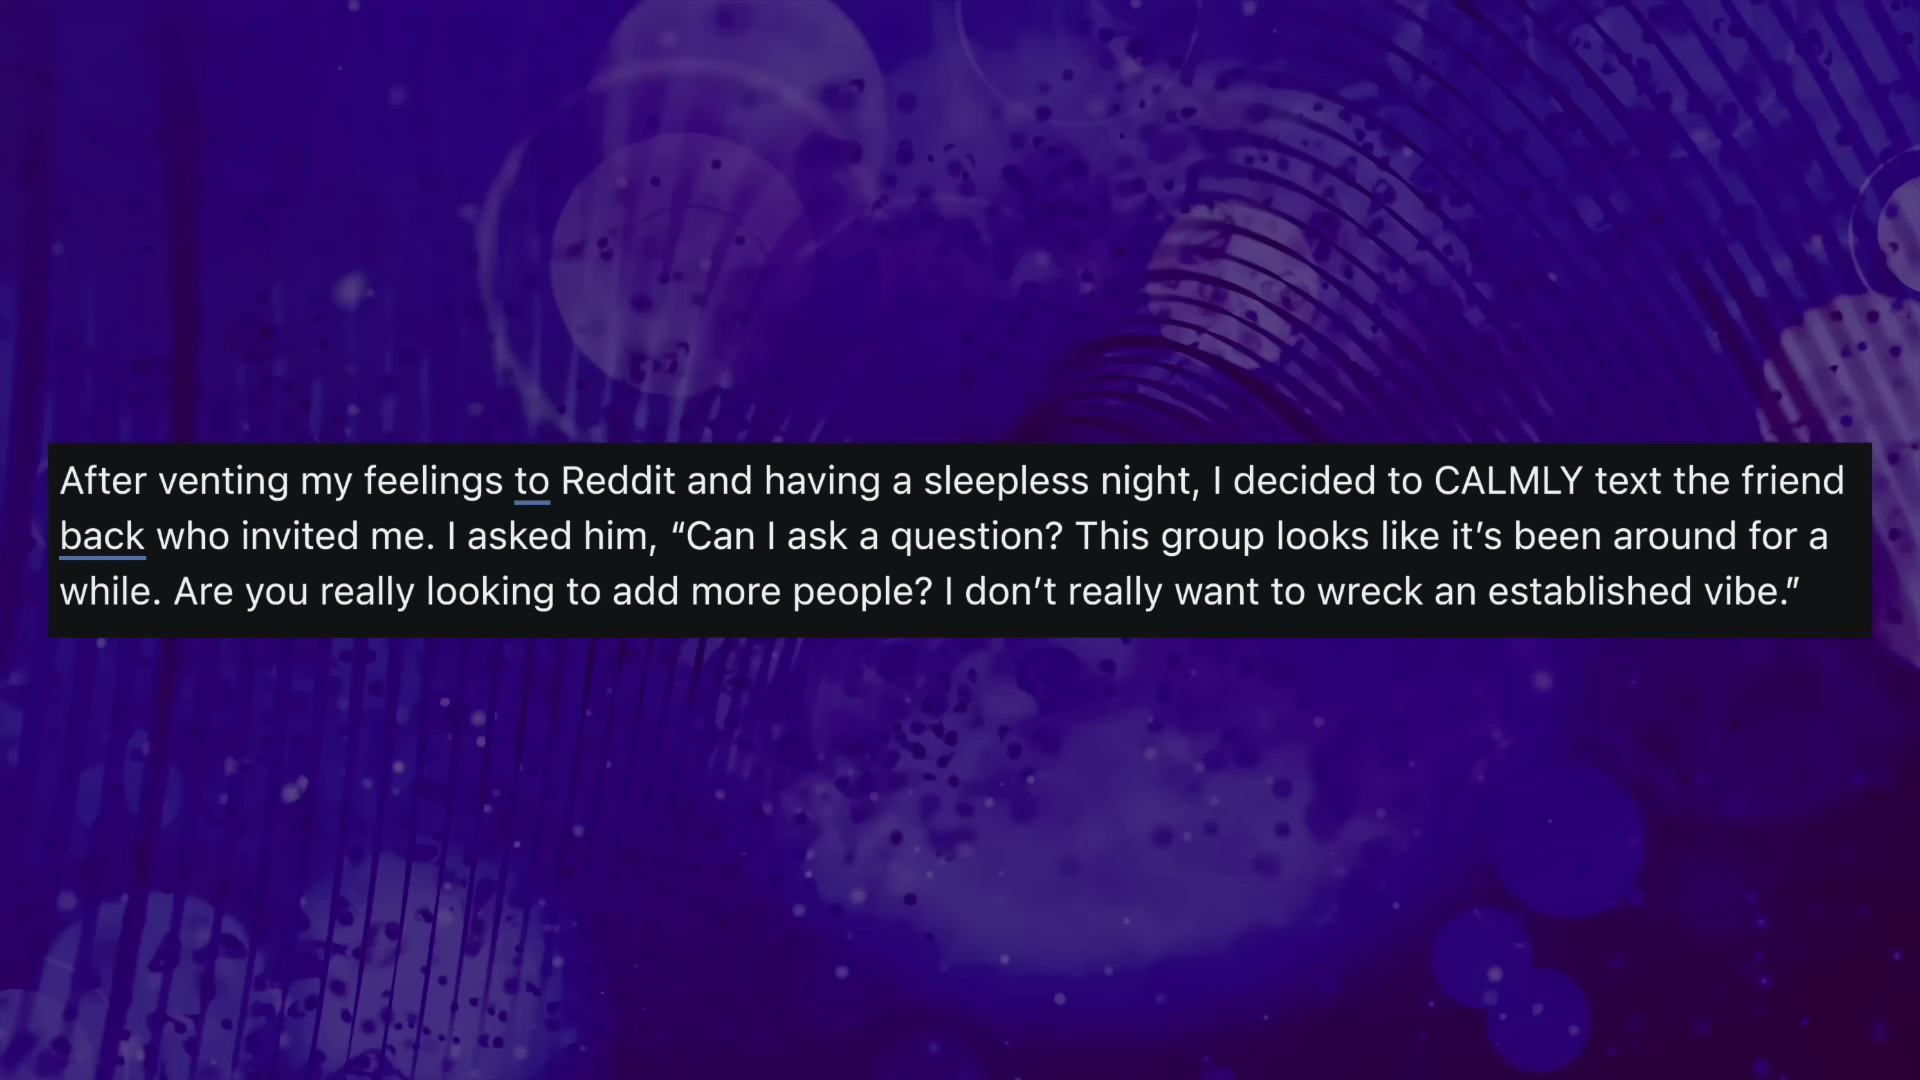 After venting my feelings to Reddit and having a sleepless night, I decided to CALMLY text the friend
back who invited me. I asked him, “Can I ask a question? This group looks like it’s been around for a
while. Are you really looking to add more people? I don’t really want to wreck an established vibe.”